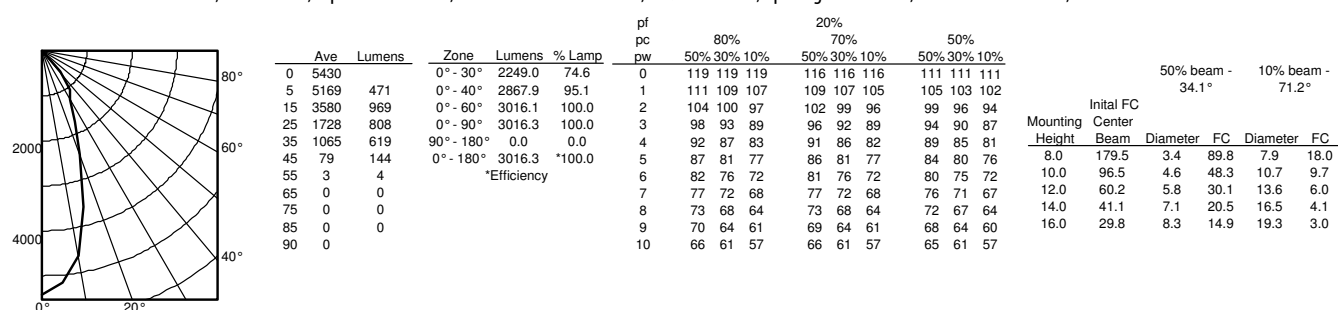 2000
4000
0°
20°
40°
60°
80°
Ave Lumens
0 5430
5 5169 471
15 3580 969
25 1728 808
35 1065 619
45 79 144
55 3 4
65 0 0
75 0 0
85 0 0
90 0
Zone Lumens % Lamp
0° - 30° 2249.0 74.6
0° - 40° 2867.9 95.1
0° - 60° 3016.1 100.0
0° - 90° 3016.3 100.0
90° - 180° 0.0 0.0
0° - 180° 3016.3 *100.0
*Efficiency
pf 20%
pc 80% 70% 50%
pw 50% 30% 10% 50% 30% 10% 50% 30% 10%
0 119 119 119 116 116 116 111 111 111
1 111 109 107 109 107 105 105 103 102
2 104 100 97 102 99 96 99 96 94
3 98 93 89 96 92 89 94 90 87
4 92 87 83 91 86 82 89 85 81
5 87 81 77 86 81 77 84 80 76
6 82 76 72 81 76 72 80 75 72
7 77 72 68 77 72 68 76 71 67
8 73 68 64 73 68 64 72 67 64
9 70 64 61 69 64 61 68 64 60
10 66 61 57 66 61 57 65 61 57
50% beam - 10% beam -
34.1° 71.2°
Inital FC
Mounting Center
Height Beam Diameter FC Diameter FC
8.0 179.5 3.4 89.8 7.9 18.0
10.0 96.5 4.6 48.3 10.7 9.7
12.0 60.2 5.8 30.1 13.6 6.0
14.0 41.1 7.1 20.5 16.5 4.1
16.0 29.8 8.3 14.9 19.3 3.0